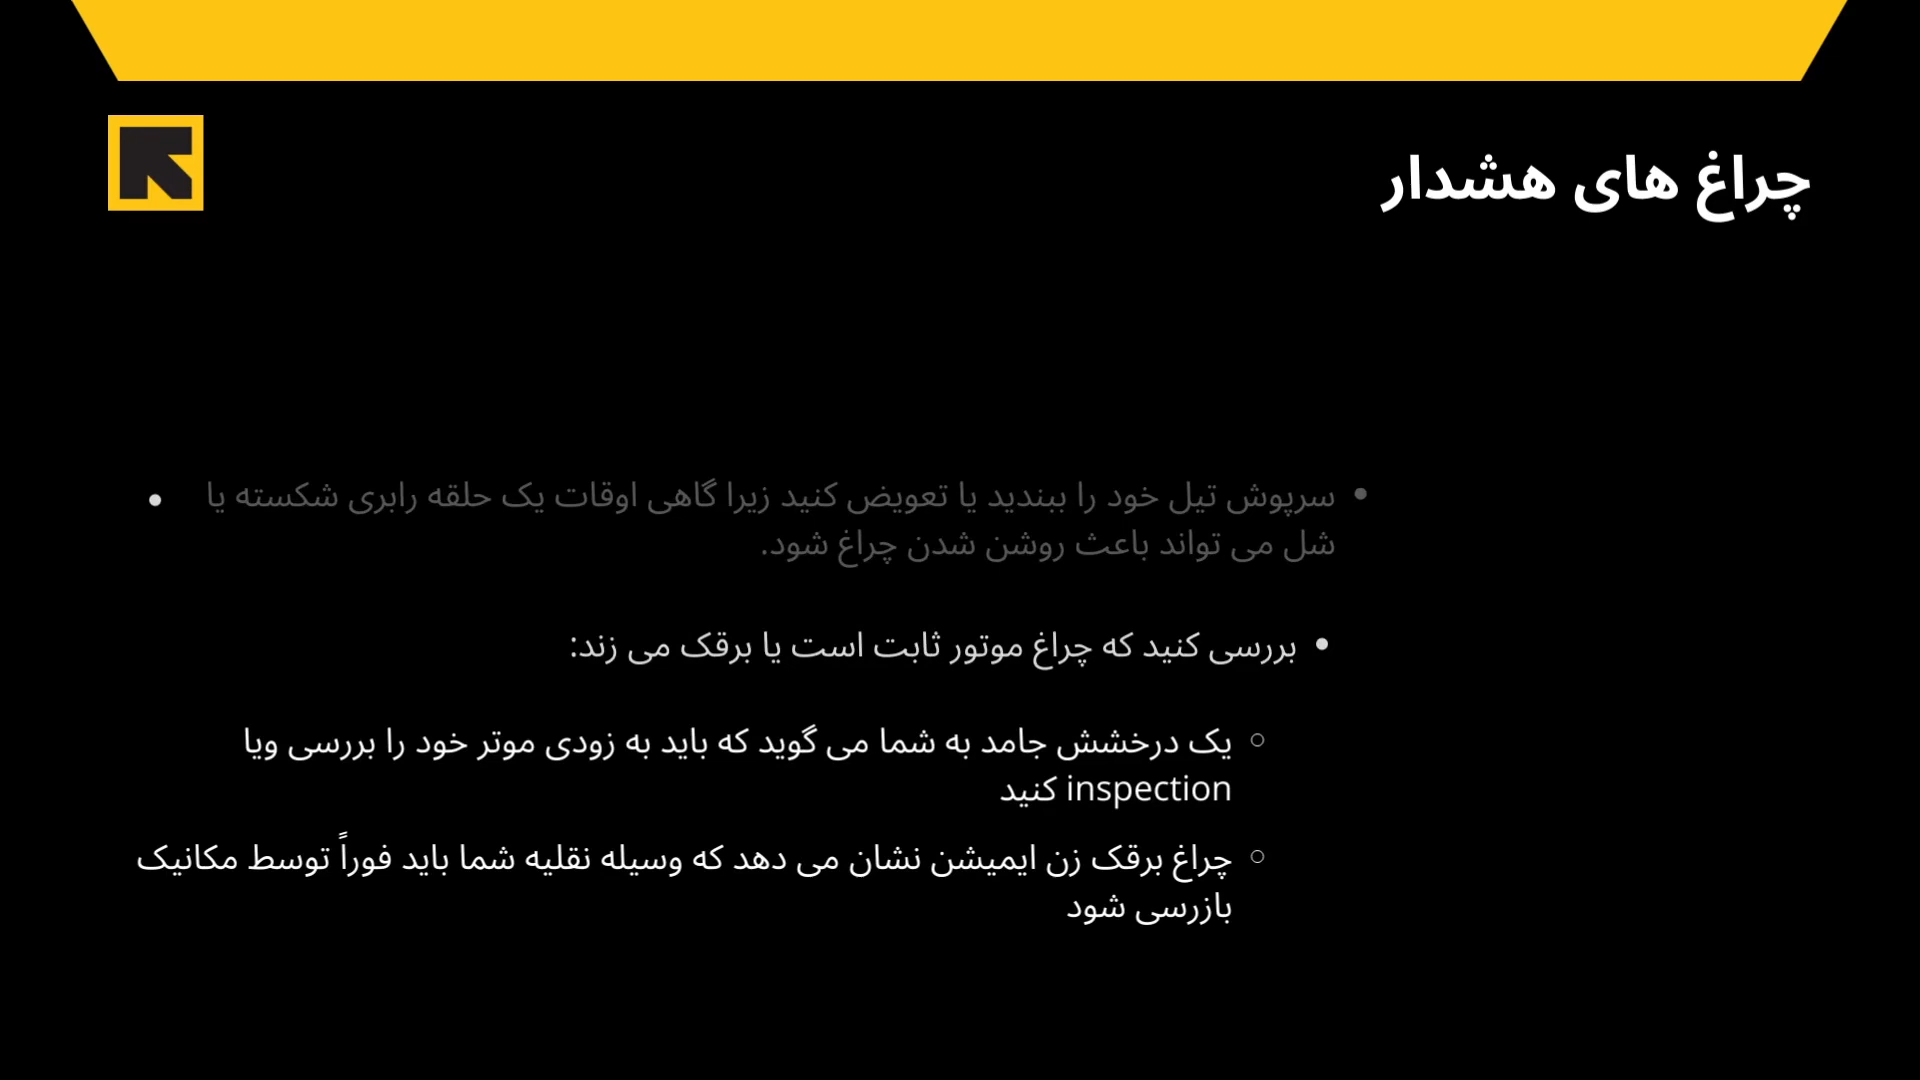 چراغ های هشدار
• سرپوش تیل خود را ببندید یا تعویض کنید زیرا گاهی اوقات یک حلقه رابری شکسته یا
شل می تواند باعث روشن شدن چراغ شود.
• بررسی کنید که چراغ موتور ثابت است یا برقک می زند:
○ یک درخشش جامد به شما می گوید که باید به زودی موتر خود را بررسی ویا
inspection کنید
○ چراغ برقک زن ایمیشن نشان می دهد که وسیله نقلیه شما باید فوراً توسط مکانیک
بازرسی شود